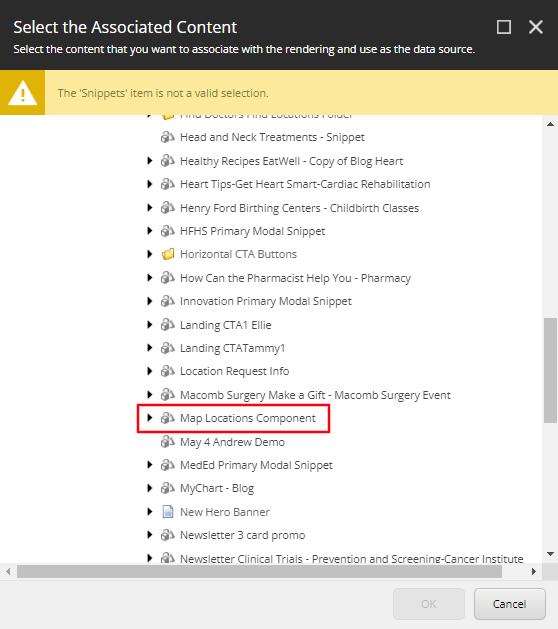 Select the Associated Content
Select the content that you want to associate with the rendering and use as the data source.
The 'Snippets' item is not a valid selection.
Find Doctors Find Locations Folder
Head and Neck Treatments - Snippet
Healthy Recipes EatWell - Copy of Blog Heart
Heart Tips-Get Heart Smart-Cardiac Rehabilitation
Henry Ford Birthing Centers - Childbirth Classes
HFHS Primary Modal Snippet
Horizontal CTA Buttons
How Can the Pharmacist Help You - Pharmacy
Innovation Primary Modal Snippet
Landing CTA1 Ellie
Landing CTATammy1
Location Request Info
Macomb Surgery Make a Gift - Macomb Surgery Event
Map Locations Component
May 4 Andrew Demo
MedEd Primary Modal Snippet
MyChart - Blog
New Hero Banner
Newsletter 3 card promo
Newsletter Clinical Trials - Prevention and Screening-Cancer Institute
OK
Cancel